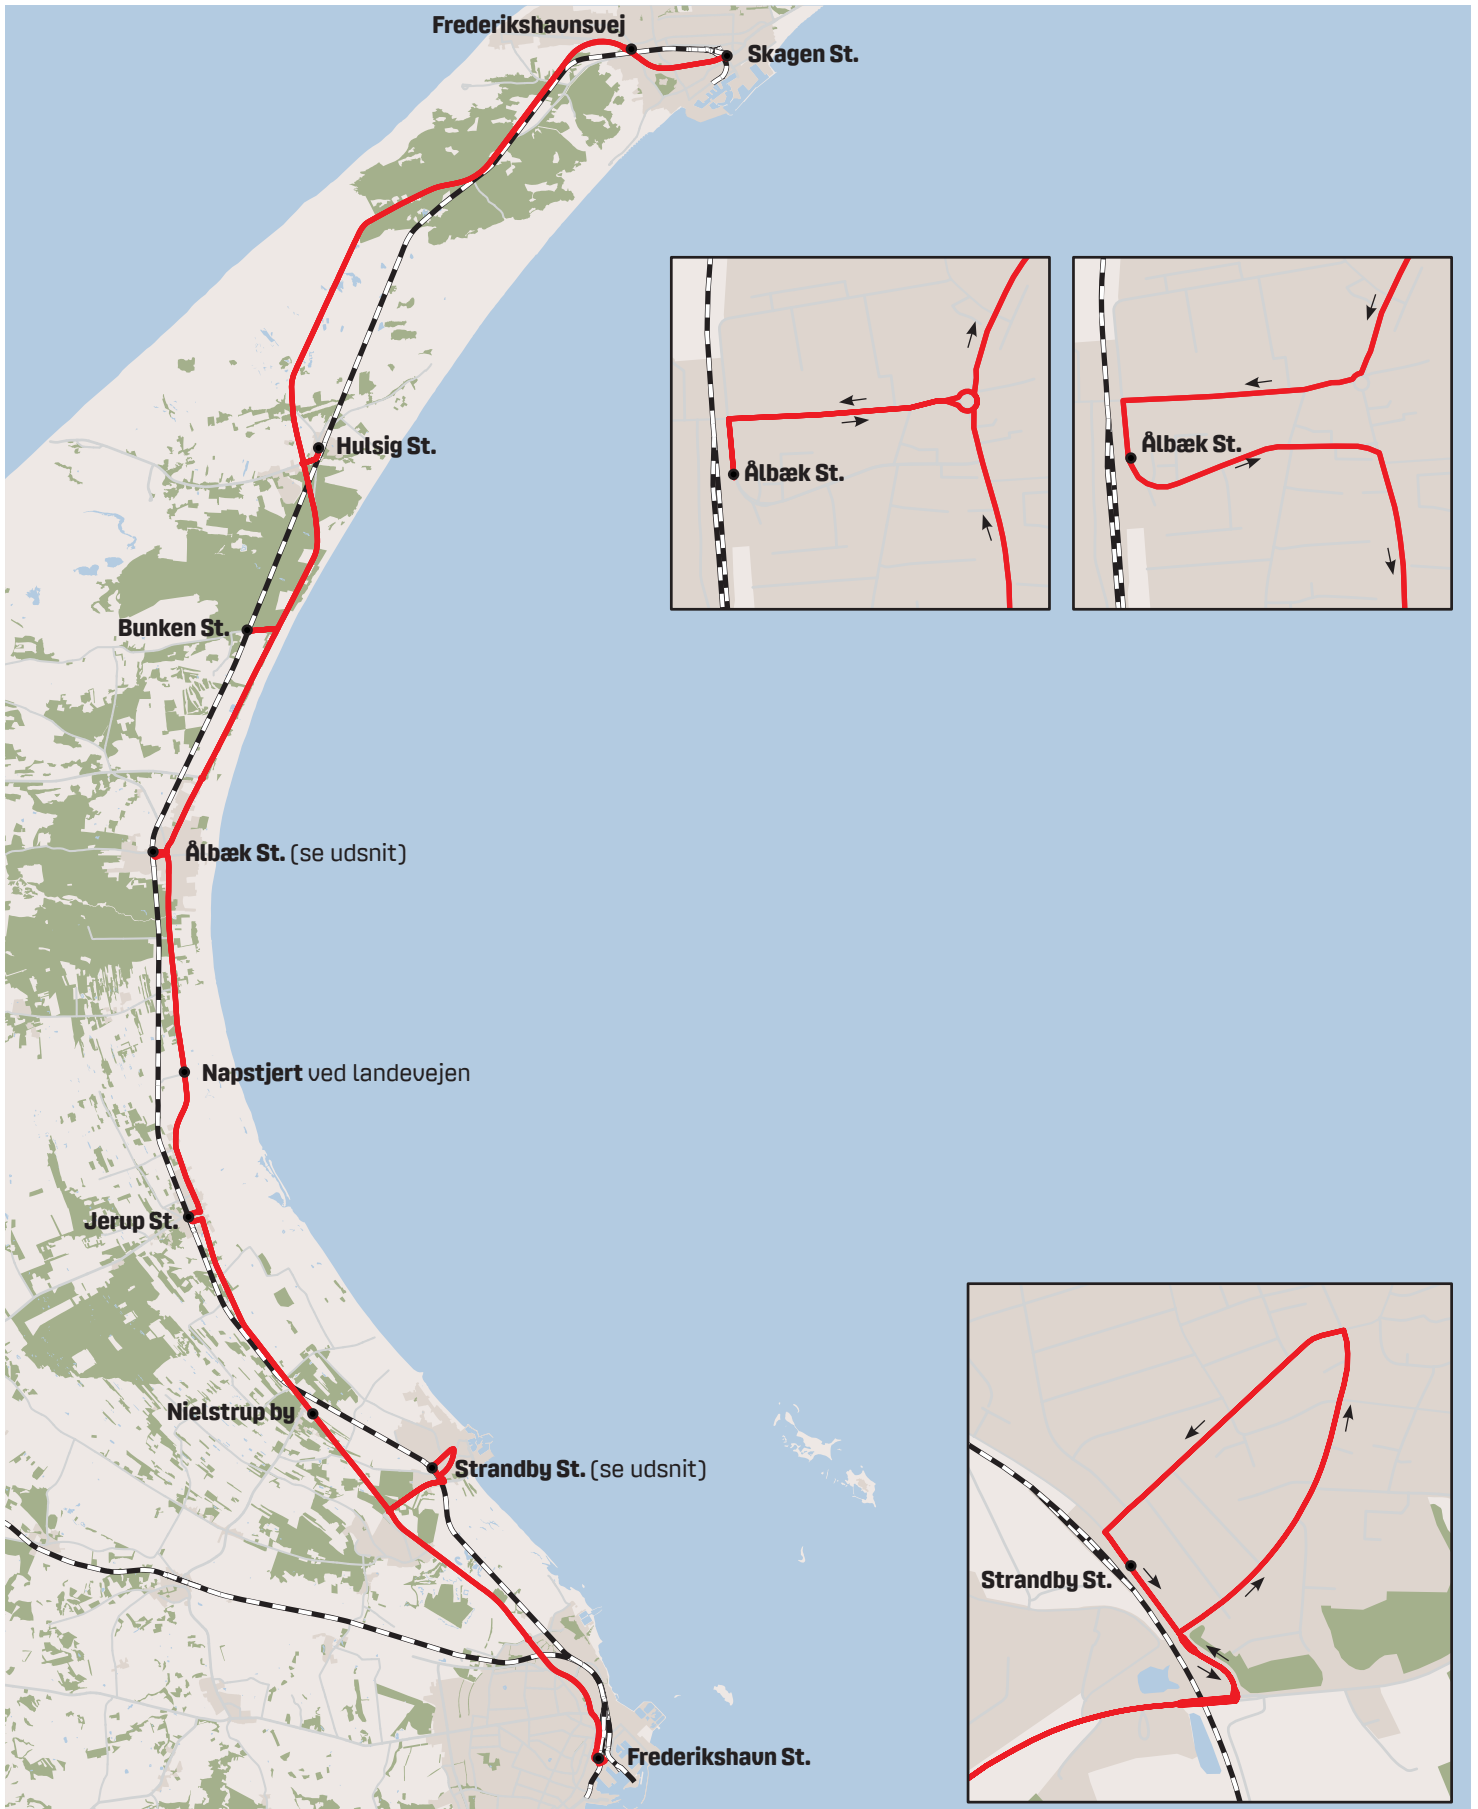 Frederikshavnsvej
Skagen St.
Hulsig St.
Ålbæk St.
Ålbæk St.
Bunken St.
Ålbæk St. (se udsnit)
Napstjert ved landevejen
Jerup St.
Nielstrup by
Strandby St. (se udsnit)
Strandby St.
Frederikshavn St.